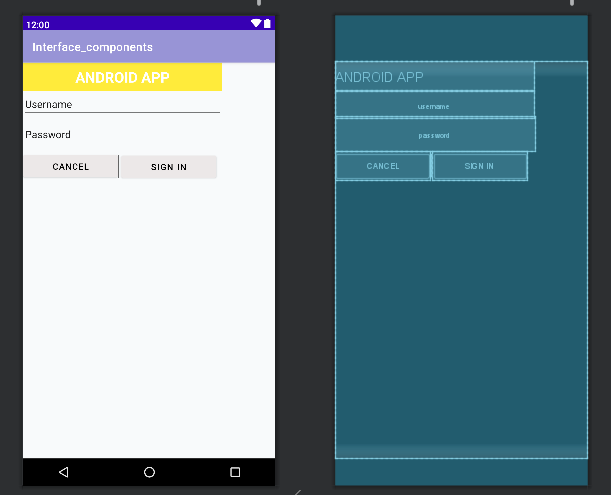 12:00
Interface_components
ANDROID APP
Username
Password
CANCEL SIGN IN
ANDROID APP
username
password
CANCEL SIGN IN